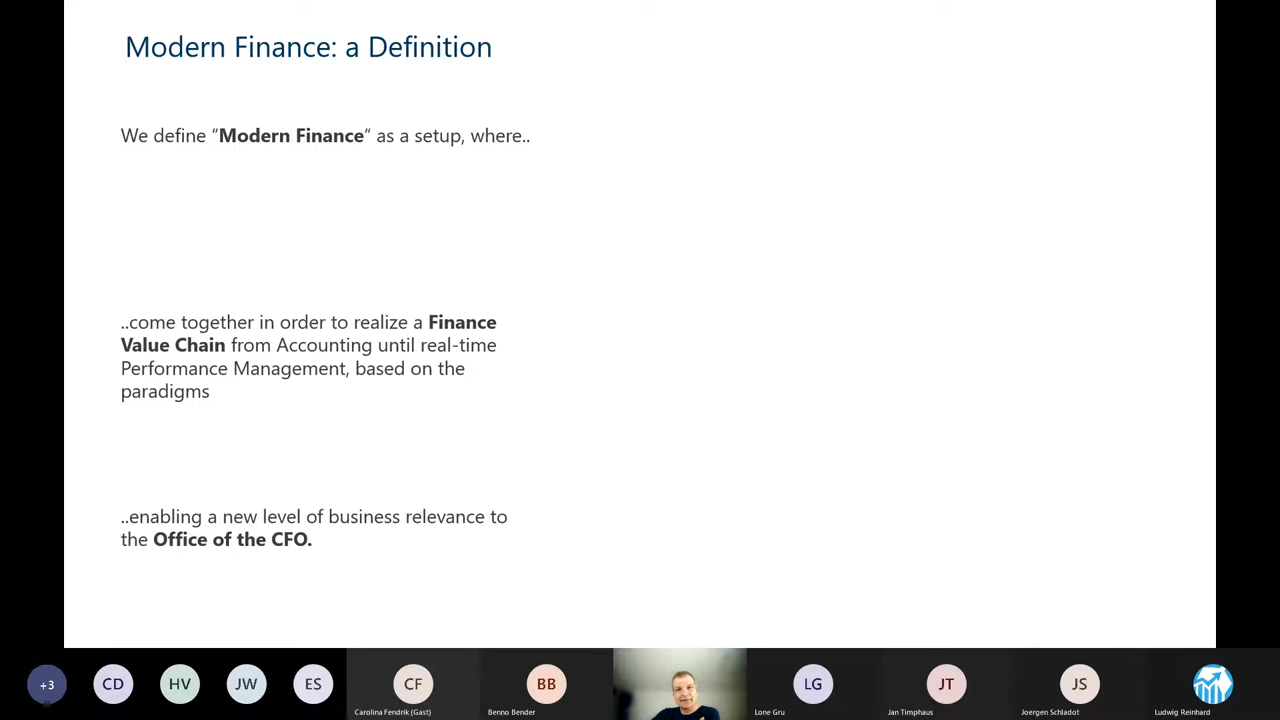 Modern Finance: a Definition
We define “Modern Finance“ as a setup, where..
..come together in order to realize a Finance
Value Chain from Accounting until real-time
Performance Management, based on the
paradigms
..enabling a new level of business relevance to
the Office of the CFO.
+3
CD
HV
JW
ES
CF
BB
LG
JT
JS
Carolina Fendrik (Gast)
Benno Bender
Lone Gru
Jan Timphaus
Joergen Schladot
Ludwig Reinhard